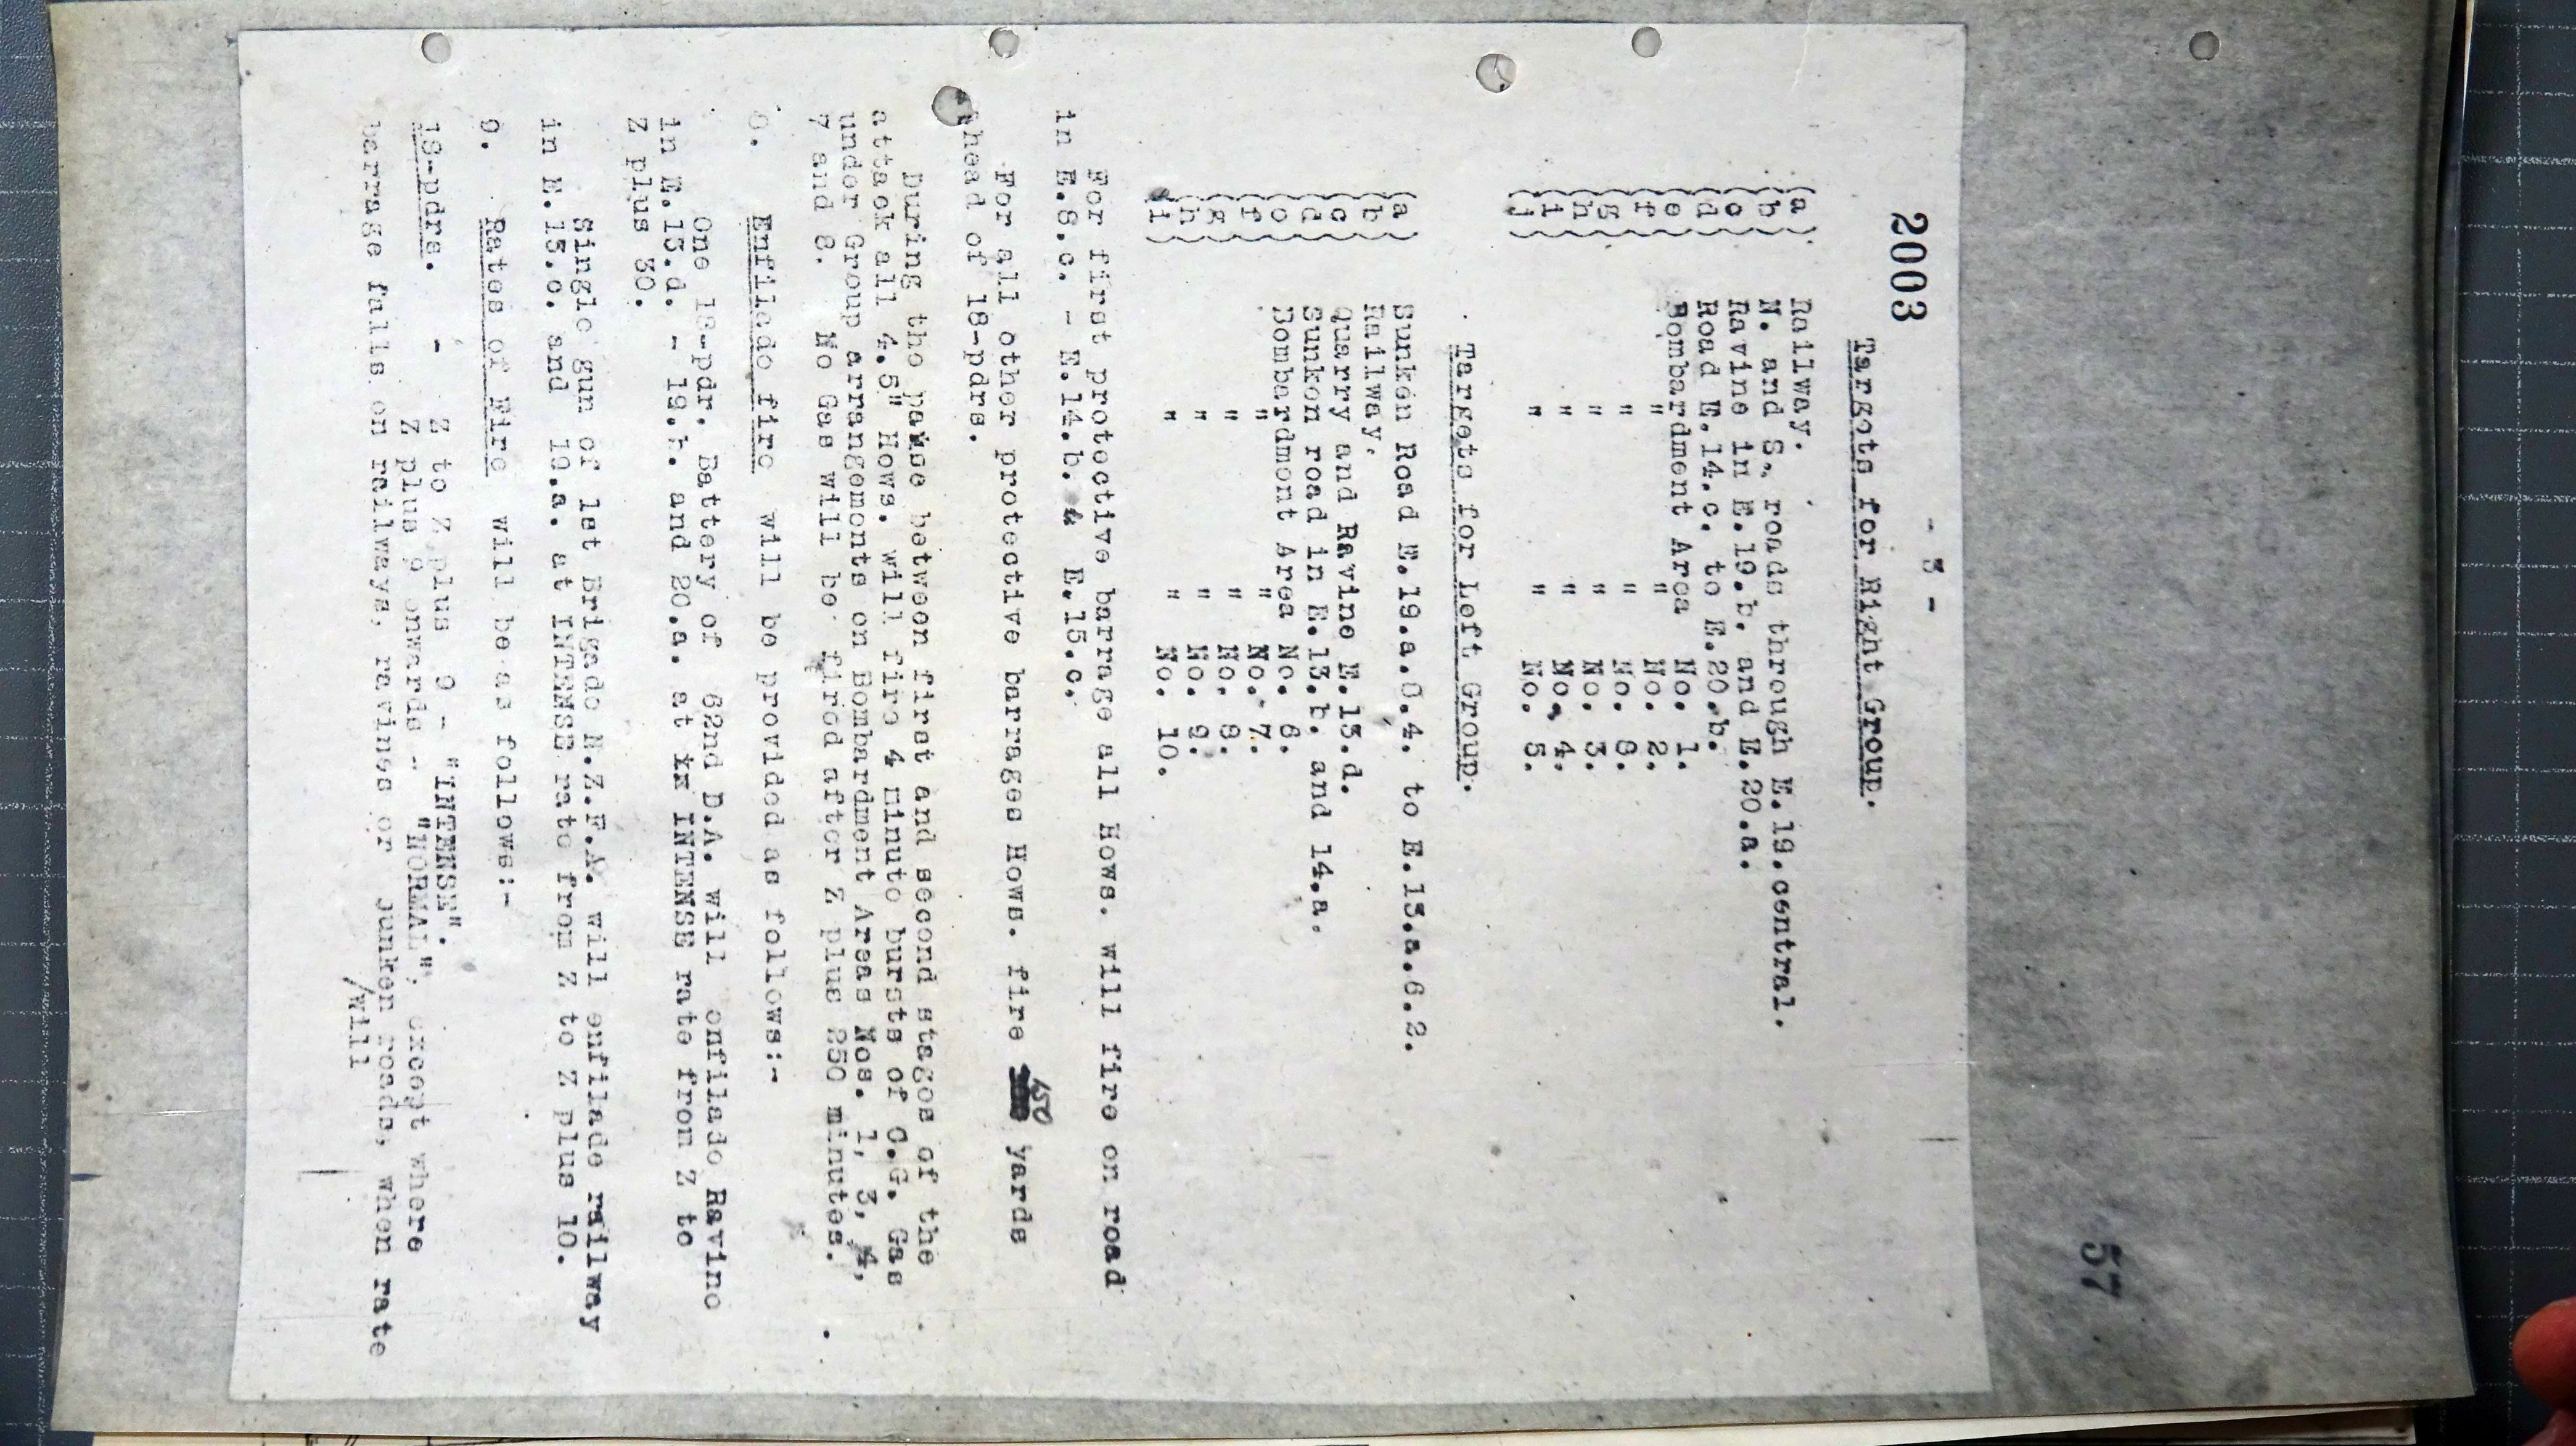 57
- 3 -
2003
Targets for Right Group.
(a) Railway.
(b) N. and S. roads through E.19.central.
(c) Ravine in E.19.b. and E.20.a.
(d) Road E.14.c. to E.20.b.
(e) Bombardment Area No. 1.
(f) " " No. 2.
(g) " " No. 8.
(h) " " No. 3.
(i) " " No. 4.
(j) " " No. 5.
Targets for Left Group.
(a) Sunken Road E.19.a.0.4. to E.13.a.6.2.
(b) Railway.
(c) Quarry and Ravine E.13.d.
(d) Sunken road in E.13.b. and 14.a.
(e) Bombardment Area No. 6.
(f) " " No. 7.
(g) " " No. 8.
(h) " " No. 9.
(i) " " No. 10.
For first protective barrage all Hows. will fire on road
in E.8.c. - E.14.b. E.15.c.
For all other protective barrages Hows. fire 450 yards
ahead of 18-pdrs.
During the pause between first and second stages of the
attack all 4.5" Hows. will fire 4 minute bursts of C.G. Gas
under Group arrangements on Bombardment Areas Nos. 1, 3, 4,
7 and 8. No Gas will be fired after Z plus 250 minutes.
8. Enfilade fire will be provided as follows:-
One 18-pdr. Battery of 62nd D.A. will enfilade Ravine
in E.13.d. - 19.b. and 20.a. at INTENSE rate from Z to
Z plus 30.
Single gun of 1st Brigade N.Z.F.A. will enfilade railway
in E.13.c. and 19.a. at INTENSE rate from Z to Z plus 10.
9. Rates of Fire will be as follows:-
18-pdrs. - Z to Z plus 9 - "INTENSE".
Z plus 9 onwards - "NORMAL", except where
barrage falls on railways, ravines or sunken roads, when rate
/will